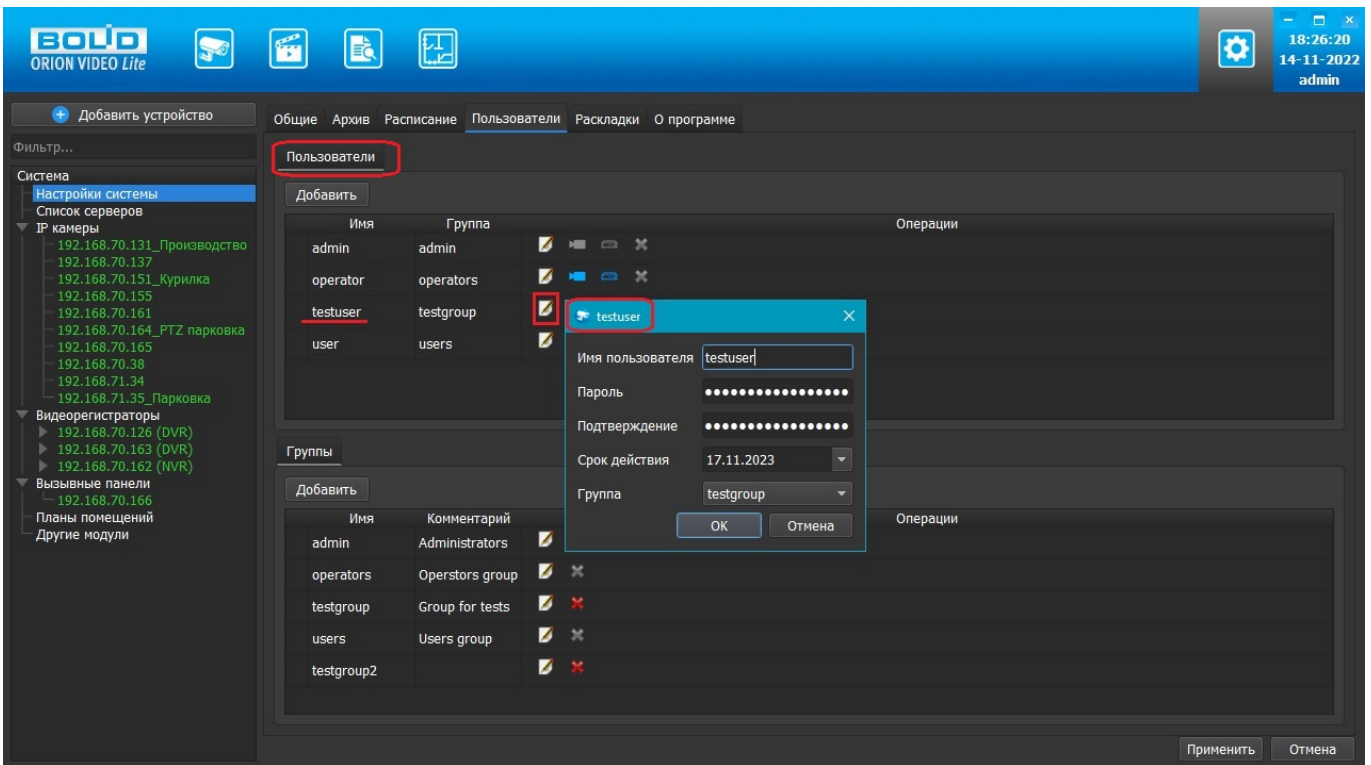 BOLID
ORION VIDEO Lite
18:26:20
14-11-2022
admin
Добавить устройство
Фильтр...
Система
Настройки системы
Список серверов
IP камеры
192.168.70.131_Производство
192.168.70.137
192.168.70.151_Курилка
192.168.70.155
192.168.70.161
192.168.70.164_PTZ парковка
192.168.70.165
192.168.70.38
192.168.71.34
192.168.71.35_Парковка
Видеорегистраторы
192.168.70.126 (DVR)
192.168.70.163 (DVR)
192.168.70.162 (NVR)
Вызывные панели
192.168.70.166
Планы помещений
Другие модули
Общие Архив Расписание Пользователи Раскладки О программе
Пользователи
Добавить
Имя Группа Операции
admin admin
operator operators
testuser testgroup
user users
testuser
Имя пользователя testuser
Пароль •••••••••••••••••
Подтверждение •••••••••••••••••
Срок действия 17.11.2023
Группа testgroup
OK Отмена
Группы
Добавить
Имя Комментарий Операции
admin Administrators
operators Operstors group
testgroup Group for tests
users Users group
testgroup2
Применить Отмена